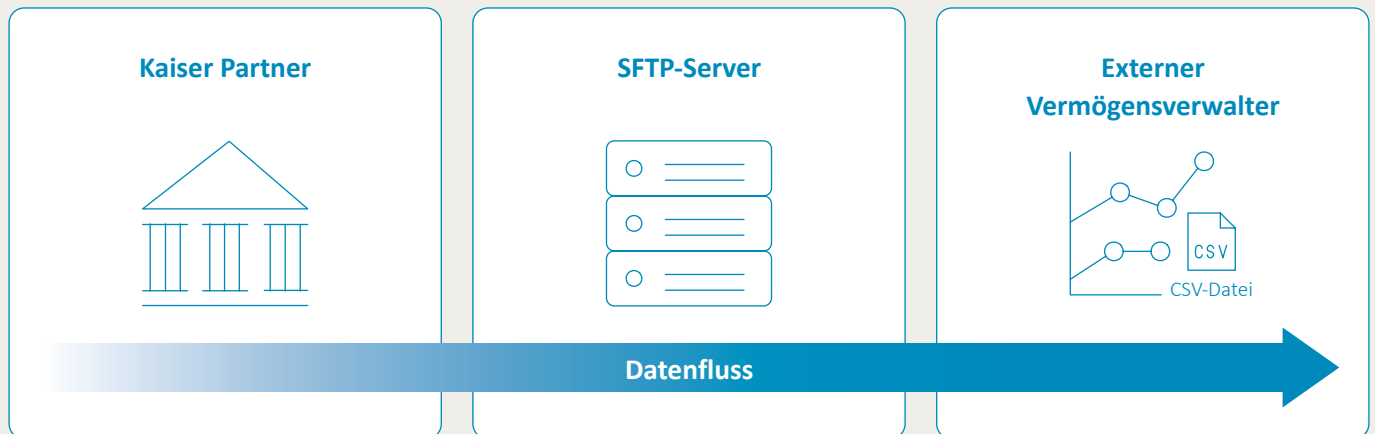 Kaiser Partner
SFTP-Server
Externer
Vermögensverwalter
CSV
CSV-Datei
Datenfluss